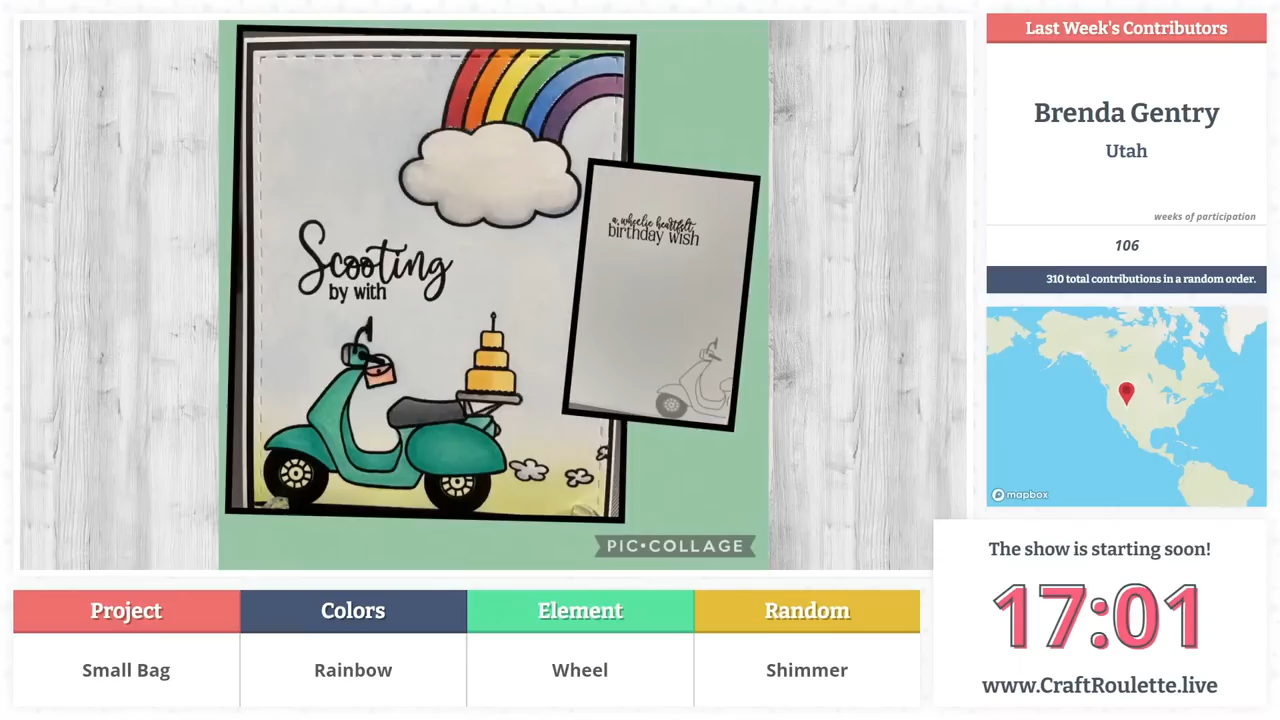 Last Week's Contributors
Brenda Gentry
Utah
weeks of participation
106
310 total contributions in a random order.
mapbox
Scooting
by with
a wheelie heartfelt
birthday wish
PIC•COLLAGE
The show is starting soon!
17:01
www.CraftRoulette.live
Project
Colors
Element
Random
Small Bag
Rainbow
Wheel
Shimmer